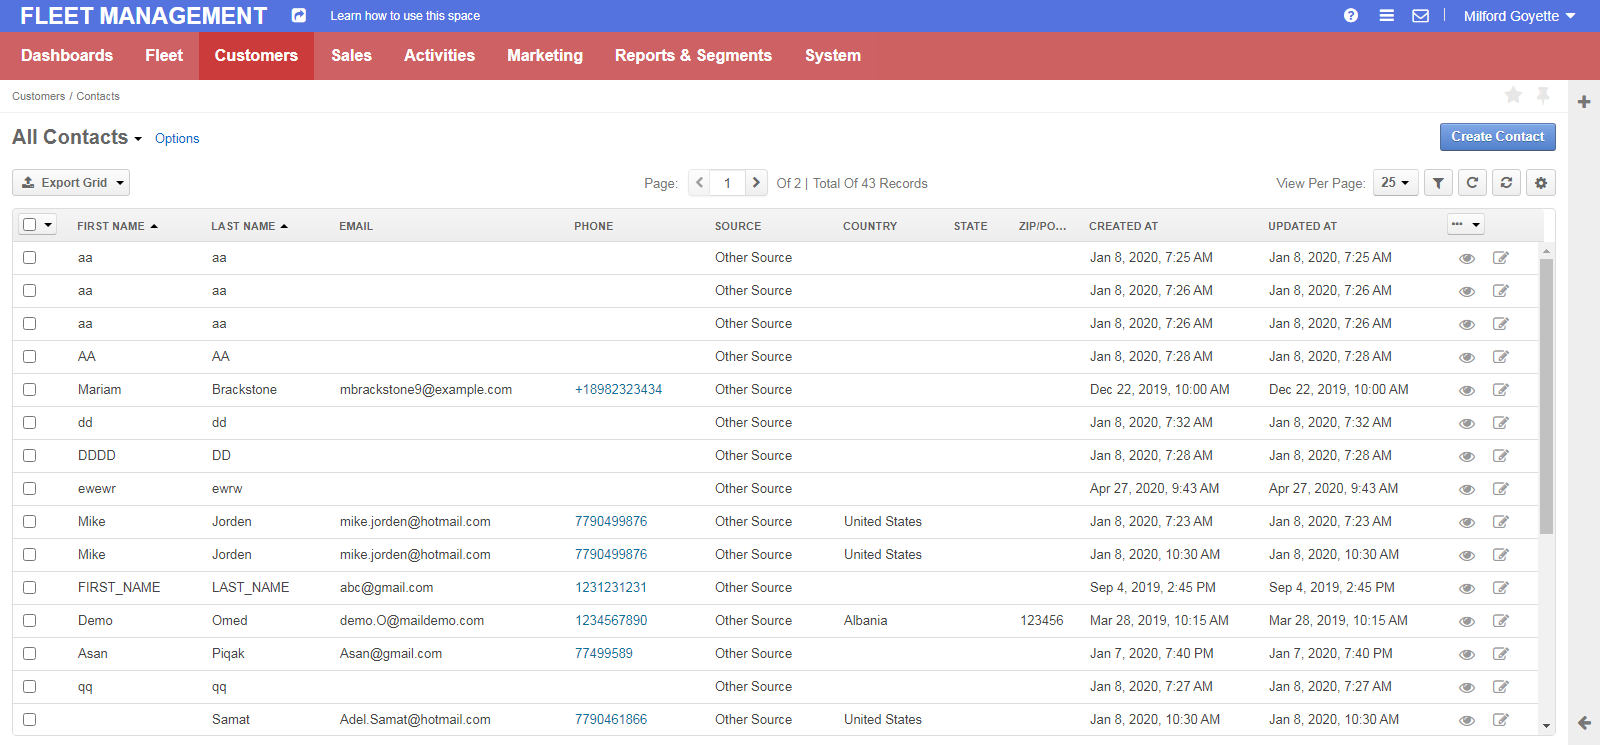 FLEET MANAGEMENT Learn how to use this space Milford Goyette
Dashboards Fleet Customers Sales Activities Marketing Reports & Segments System
Customers / Contacts
All Contacts Options Create Contact
Export Grid Page: 1 Of 2 | Total Of 43 Records View Per Page: 25
FIRST NAME LAST NAME EMAIL PHONE SOURCE COUNTRY STATE ZIP/PO... CREATED AT UPDATED AT
aa aa Other Source Jan 8, 2020, 7:25 AM Jan 8, 2020, 7:25 AM
aa aa Other Source Jan 8, 2020, 7:26 AM Jan 8, 2020, 7:26 AM
aa aa Other Source Jan 8, 2020, 7:26 AM Jan 8, 2020, 7:26 AM
AA AA Other Source Jan 8, 2020, 7:28 AM Jan 8, 2020, 7:28 AM
Mariam Brackstone mbrackstone9@example.com +18982323434 Other Source Dec 22, 2019, 10:00 AM Dec 22, 2019, 10:00 AM
dd dd Other Source Jan 8, 2020, 7:32 AM Jan 8, 2020, 7:32 AM
DDDD DD Other Source Jan 8, 2020, 7:28 AM Jan 8, 2020, 7:28 AM
ewewr ewrw Other Source Apr 27, 2020, 9:43 AM Apr 27, 2020, 9:43 AM
Mike Jorden mike.jorden@hotmail.com 7790499876 Other Source United States Jan 8, 2020, 7:23 AM Jan 8, 2020, 7:23 AM
Mike Jorden mike.jorden@hotmail.com 7790499876 Other Source United States Jan 8, 2020, 10:30 AM Jan 8, 2020, 10:30 AM
FIRST_NAME LAST_NAME abc@gmail.com 1231231231 Other Source Sep 4, 2019, 2:45 PM Sep 4, 2019, 2:45 PM
Demo Omed demo.O@maildemo.com 1234567890 Other Source Albania 123456 Mar 28, 2019, 10:15 AM Mar 28, 2019, 10:15 AM
Asan Piqak Asan@gmail.com 77499589 Other Source Jan 7, 2020, 7:40 PM Jan 7, 2020, 7:40 PM
qq qq Other Source Jan 8, 2020, 7:27 AM Jan 8, 2020, 7:27 AM
Samat Adel.Samat@hotmail.com 7790461866 Other Source United States Jan 8, 2020, 10:30 AM Jan 8, 2020, 10:30 AM